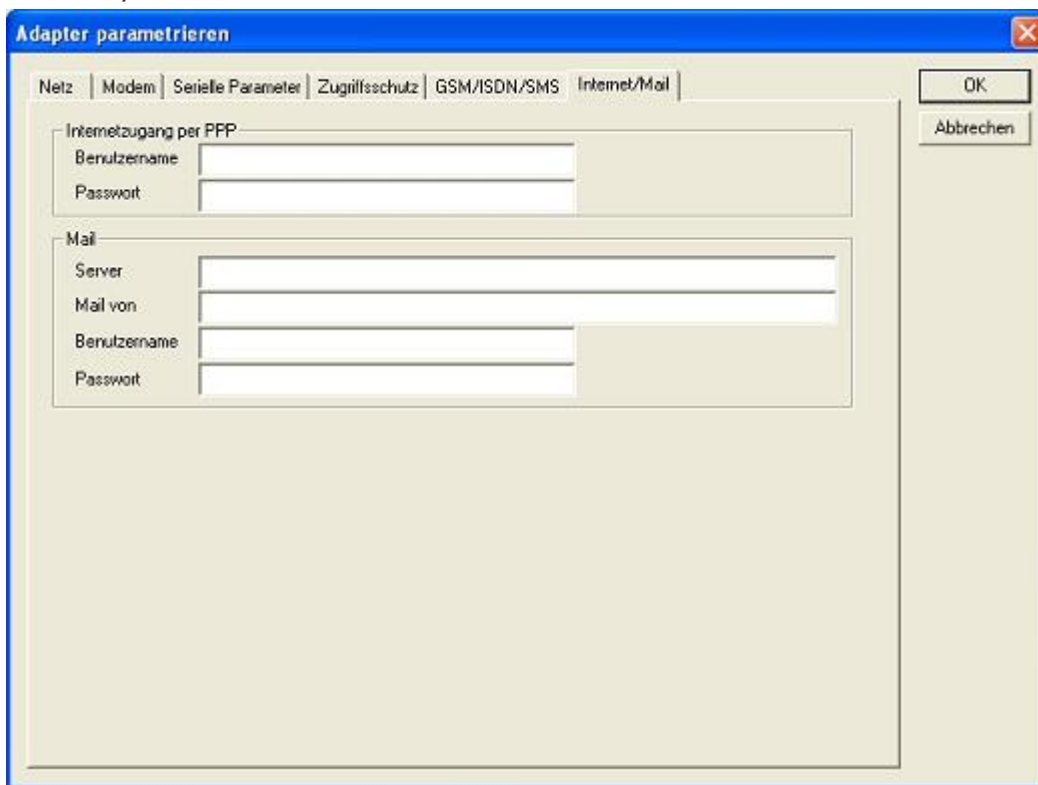 Adapter parametrieren
Netz Modem Serielle Parameter Zugriffsschutz GSM/ISDN/SMS Internet/Mail
OK
Abbrechen
Internetzugang per PPP
Benutzername
Passwort
Mail
Server
Mail von
Benutzername
Passwort